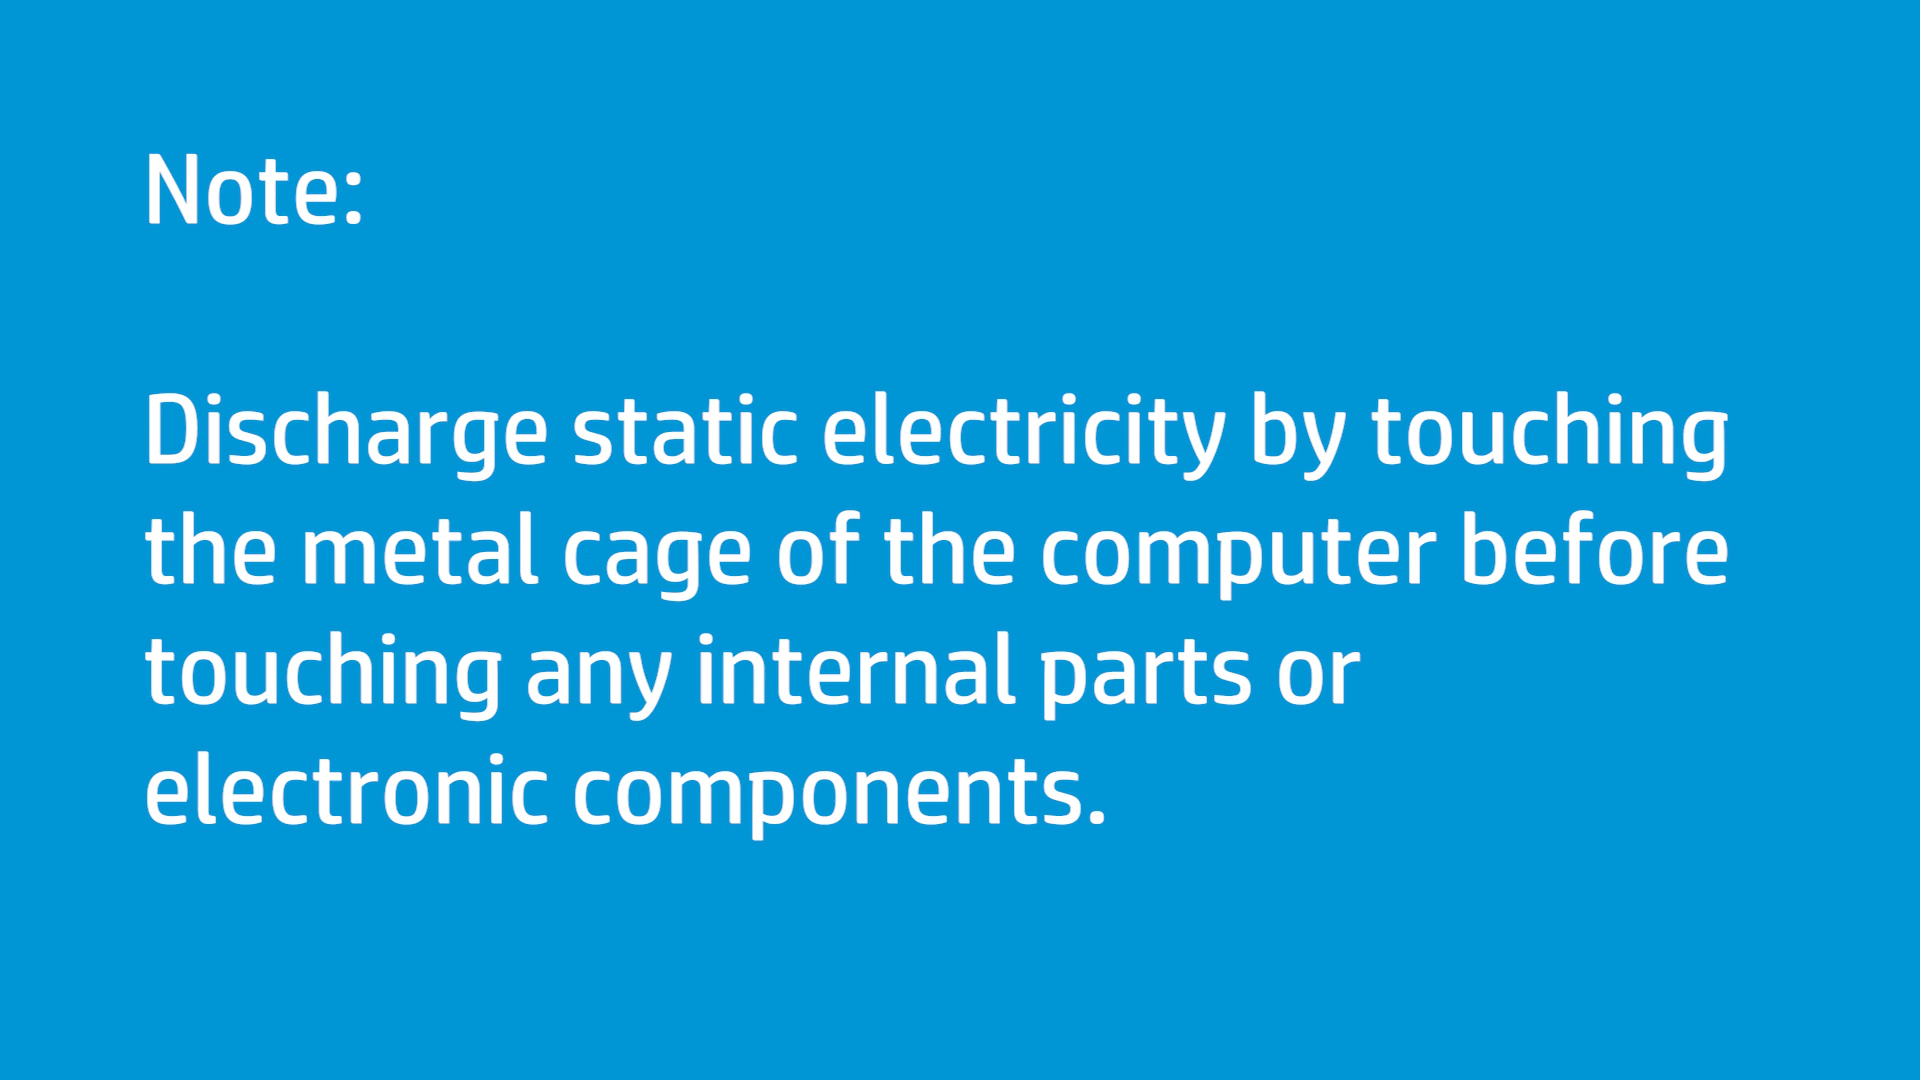 Note:
Discharge static electricity by touching
the metal cage of the computer before
touching any internal parts or
electronic components.